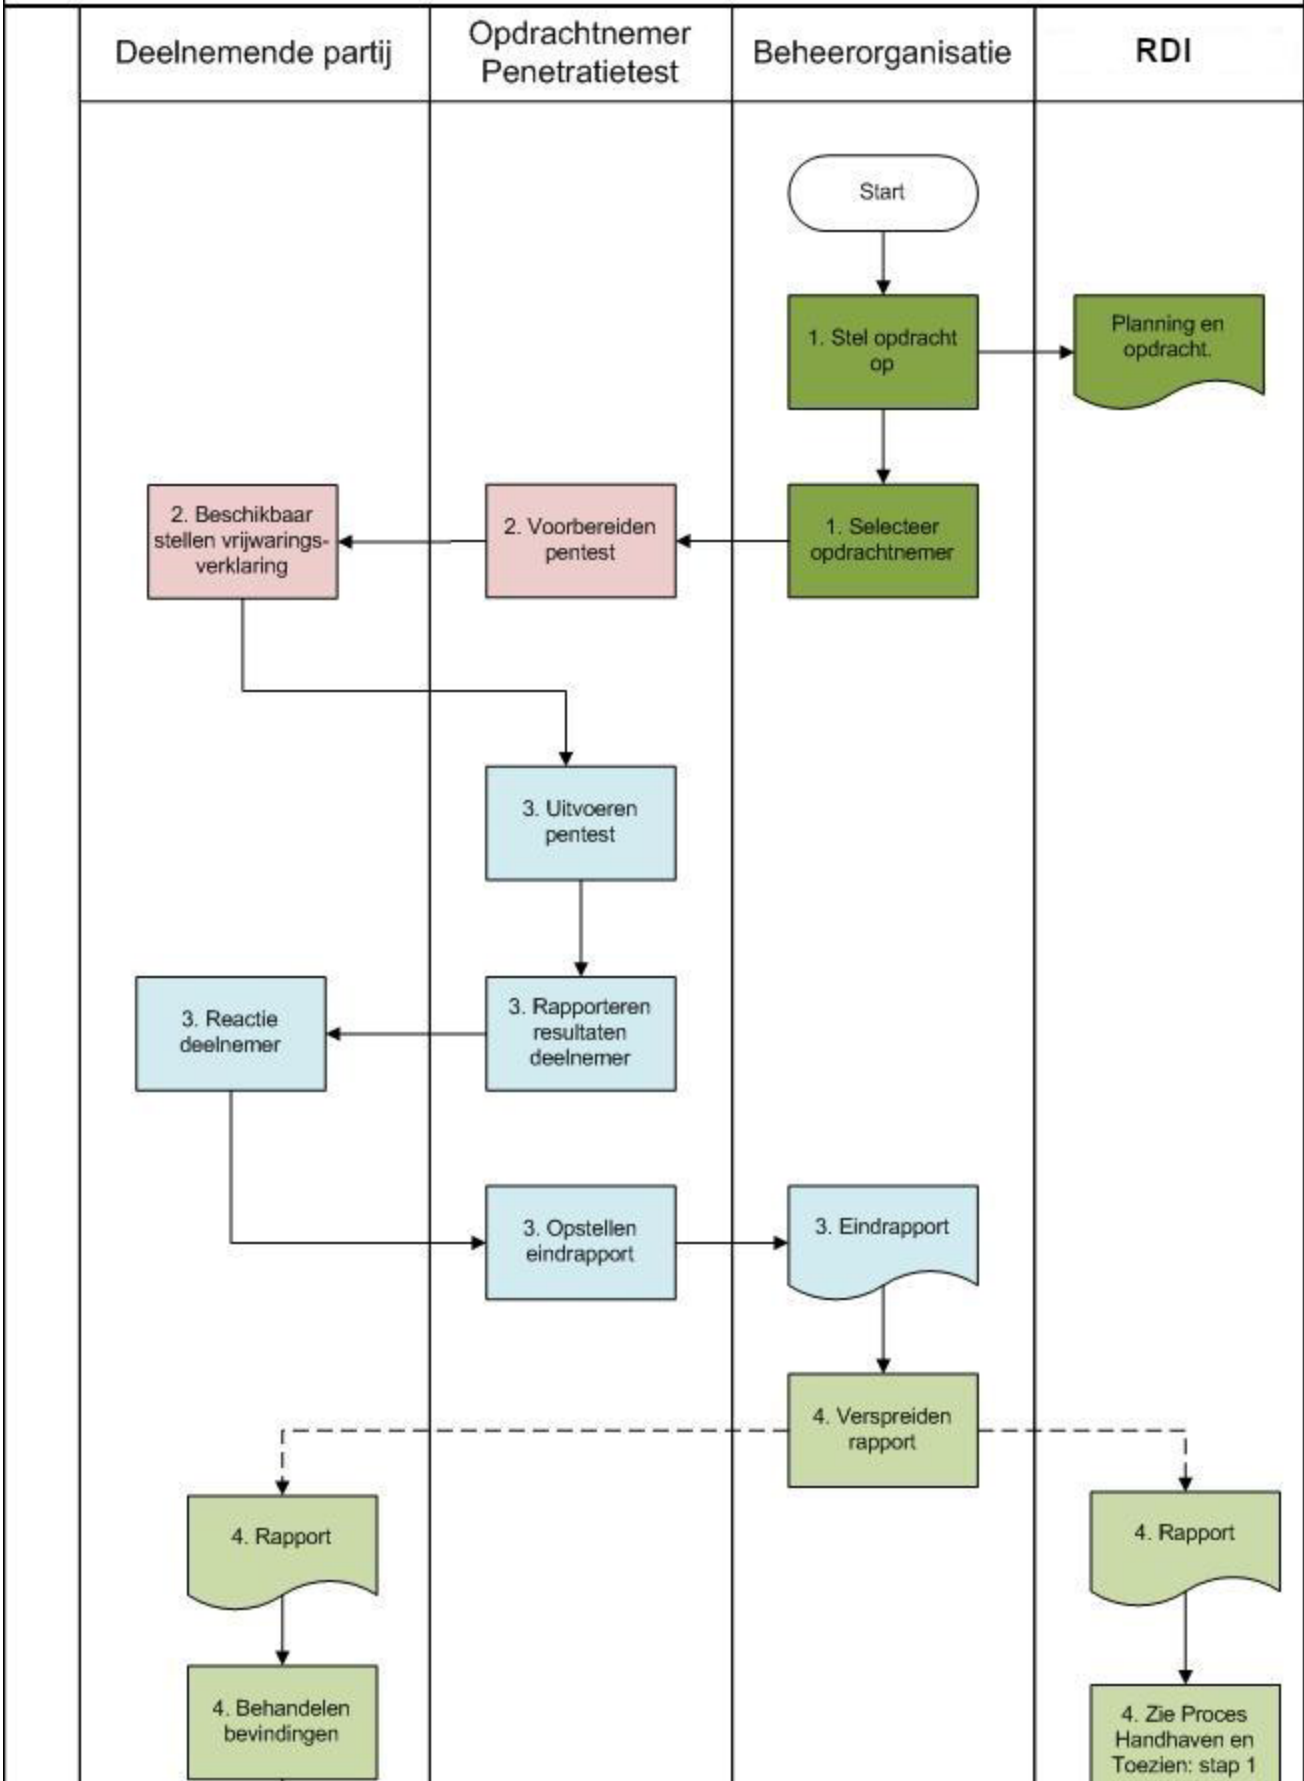 Deelnemende partij
Opdrachtnemer
Penetratietest
Beheerorganisatie
RDI
Start
1. Stel opdracht
op
Planning en
opdracht.
2. Beschikbaar
stellen vrijwarings-
verklaring
2. Voorbereiden
pentest
1. Selecteer
opdrachtnemer
3. Uitvoeren
pentest
3. Reactie
deelnemer
3. Rapporteren
resultaten
deelnemer
3. Opstellen
eindrapport
3. Eindrapport
4. Verspreiden
rapport
4. Rapport
4. Rapport
4. Behandelen
bevindingen
4. Zie Proces
Handhaven en
Toezien: stap 1